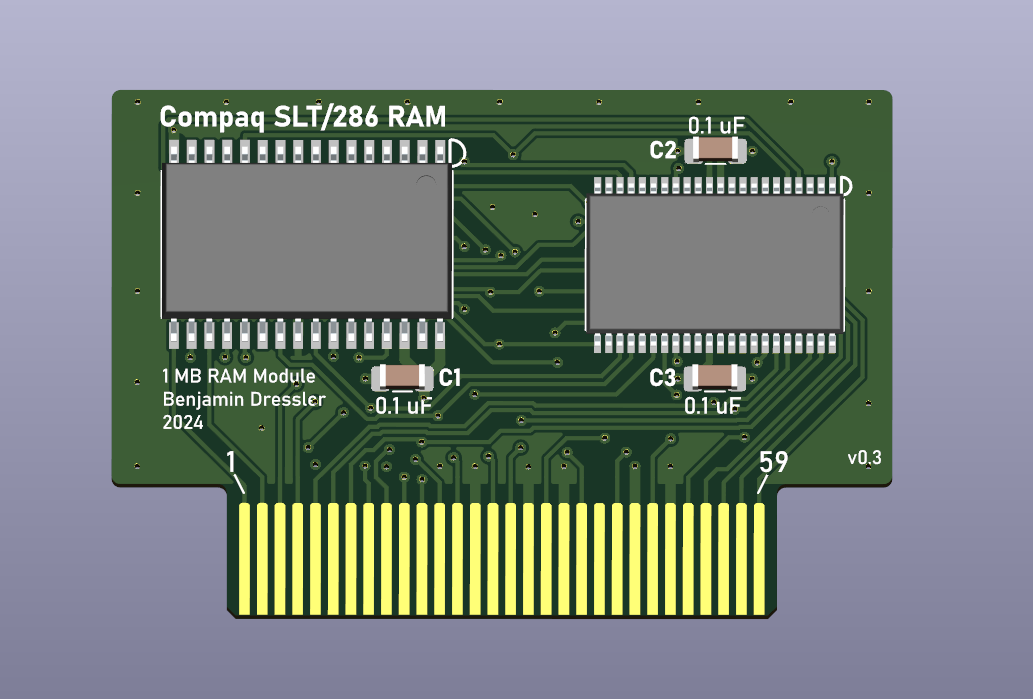 Compaq SLT/286 RAM
0.1 uF
C2
C1
0.1 uF
C3
0.1 uF
1 MB RAM Module
Benjamin Dressler
2024
1
59
v0.3